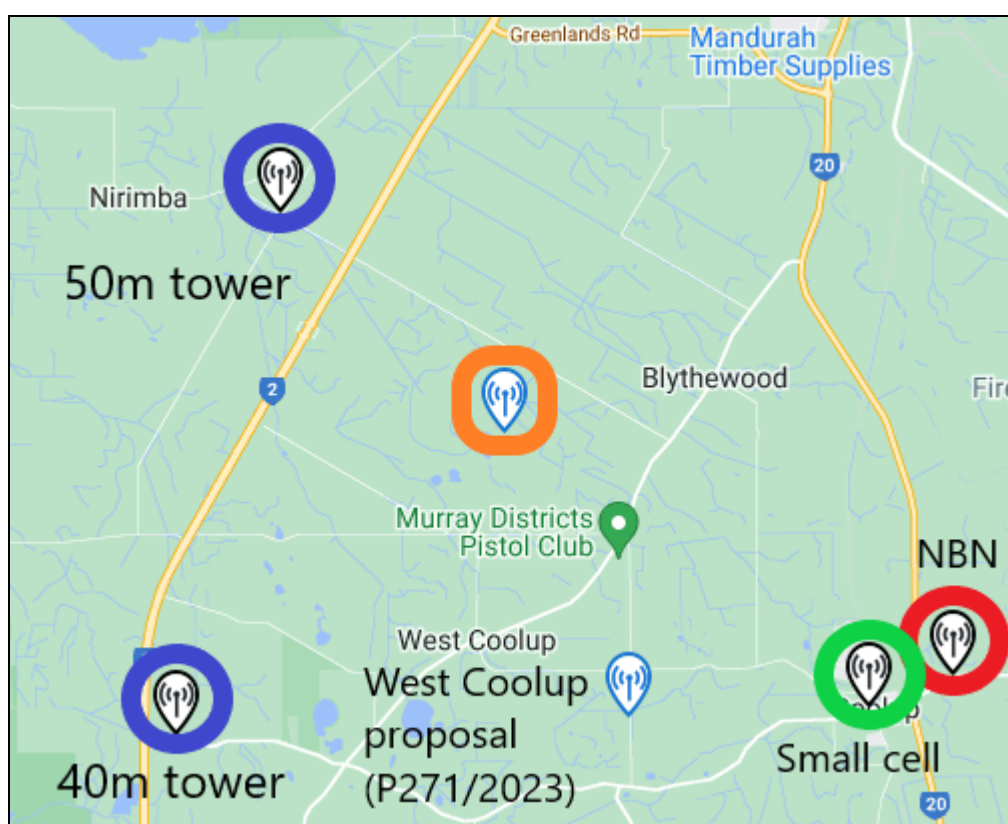 Greenlands Rd
Mandurah
Timber Supplies
20
Nirimba
50m tower
2
Blythewood
Murray Districts
Pistol Club
NBN
West Coolup
West Coolup
proposal
(P271/2023)
40m tower
Small cell
20